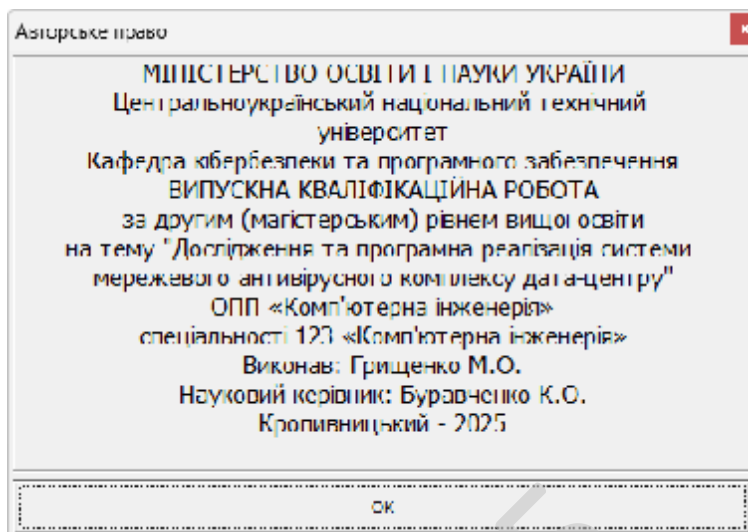 Авторське право
МІНІСТЕРСТВО ОСВІТИ І НАУКИ УКРАЇНИ
Центральноукраїнський національний технічний
університет
Кафедра кібербезпеки та програмного забезпечення
ВИПУСКНА КВАЛІФІКАЦІЙНА РОБОТА
за другим (магістерським) рівнем вищої освіти
на тему "Дослідження та програмна реалізація системи
мережевого антивірусного комплексу дата-центру"
ОПП «Комп'ютерна інженерія»
спеціальності 123 «Комп'ютерна інженерія»
Виконав: Грищенко М.О.
Науковий керівник: Буравченко К.О.
Кропивницький - 2025
ОК